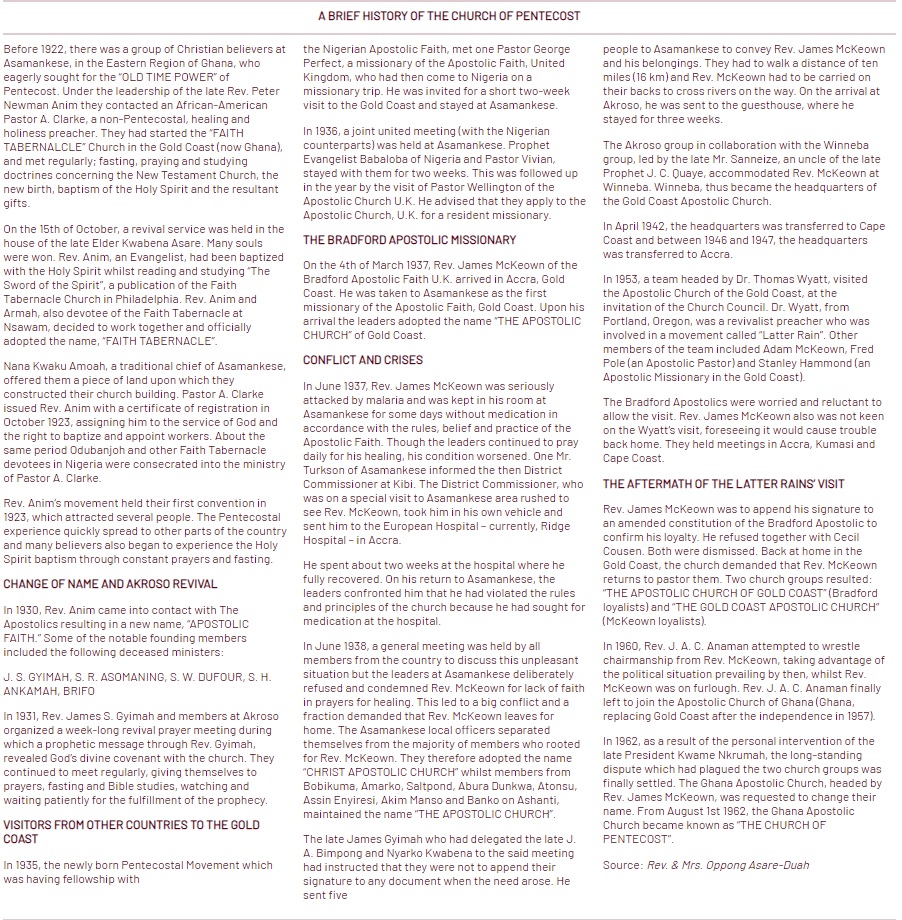 A BRIEF HISTORY OF THE CHURCH OF PENTECOST
Before 1922, there was a group of Christian believers at
Asamankese, in the Eastern Region of Ghana, who
eagerly sought for the "OLD TIME POWER" of
Pentecost. Under the leadership of the late Rev. Peter
Newman Anim they contacted an African-American
Pastor A. Clarke, a non-Pentecostal, healing and
holiness preacher. They had started the "FAITH
TABERNALCLE" Church in the Gold Coast (now Ghana),
and met regularly; fasting, praying and studying
doctrines concerning the New Testament Church, the
new birth, baptism of the Holy Spirit and the resultant
gifts.
On the 15th of October, a revival service was held in the
house of the late Elder Kwabena Asare. Many souls
were won. Rev. Anim, an Evangelist, had been baptized
with the Holy Spirit whilst reading and studying "The
Sword of the Spirit", a publication of the Faith
Tabernacle Church in Philadelphia. Rev. Anim and
Armah, also devotee of the Faith Tabernacle at
Nsawam, decided to work together and officially
adopted the name, "FAITH TABERNACLE".
Nana Kwaku Amoah, a traditional chief of Asamankese,
offered them a piece of land upon which they
constructed their church building. Pastor A. Clarke
issued Rev. Anim with a certificate of registration in
October 1923, assigning him to the service of God and
the right to baptize and appoint workers. About the
same period Odubanjoh and other Faith Tabernacle
devotees in Nigeria were consecrated into the ministry
of Pastor A. Clarke.
Rev. Anim's movement held their first convention in
1923, which attracted several people. The Pentecostal
experience quickly spread to other parts of the country
and many believers also began to experience the Holy
Spirit baptism through constant prayers and fasting.
CHANGE OF NAME AND AKROSO REVIVAL
In 1930, Rev. Anim came into contact with The
Apostolics resulting in a new name, "APOSTOLIC
FAITH." Some of the notable founding members
included the following deceased ministers:
J. S. GYIMAH, S. R. ASOMANING, S. W. DUFOUR, S. H.
ANKAMAH, BRIFO
In 1931, Rev. James S. Gyimah and members at Akroso
organized a week-long revival prayer meeting during
which a prophetic message through Rev. Gyimah,
revealed God's divine covenant with the church. They
continued to meet regularly, giving themselves to
prayers, fasting and Bible studies, watching and
waiting patiently for the fulfillment of the prophecy.
VISITORS FROM OTHER COUNTRIES TO THE GOLD
COAST
In 1935, the newly born Pentecostal Movement which
was having fellowship with
the Nigerian Apostolic Faith, met one Pastor George
Perfect, a missionary of the Apostolic Faith, United
Kingdom, who had then come to Nigeria on a
missionary trip. He was invited for a short two-week
visit to the Gold Coast and stayed at Asamankese.
In 1936, a joint united meeting (with the Nigerian
counterparts) was held at Asamankese. Prophet
Evangelist Babaloba of Nigeria and Pastor Vivian,
stayed with them for two weeks. This was followed up
in the year by the visit of Pastor Wellington of the
Apostolic Church U.K. He advised that they apply to the
Apostolic Church, U.K. for a resident missionary.
THE BRADFORD APOSTOLIC MISSIONARY
On the 4th of March 1937, Rev. James McKeown of the
Bradford Apostolic Faith U.K. arrived in Accra, Gold
Coast. He was taken to Asamankese as the first
missionary of the Apostolic Faith, Gold Coast. Upon his
arrival the leaders adopted the name "THE APOSTOLIC
CHURCH" of Gold Coast.
CONFLICT AND CRISES
In June 1937, Rev. James McKeown was seriously
attacked by malaria and was kept in his room at
Asamankese for some days without medication in
accordance with the rules, belief and practice of the
Apostolic Faith. Though the leaders continued to pray
daily for his healing, his condition worsened. One Mr.
Turkson of Asamankese informed the then District
Commissioner at Kibi. The District Commissioner, who
was on a special visit to Asamankese area rushed to
see Rev. McKeown, took him in his own vehicle and
sent him to the European Hospital – currently, Ridge
Hospital – in Accra.
He spent about two weeks at the hospital where he
fully recovered. On his return to Asamankese, the
leaders confronted him that he had violated the rules
and principles of the church because he had sought for
medication at the hospital.
In June 1938, a general meeting was held by all
members from the country to discuss this unpleasant
situation but the leaders at Asamankese deliberately
refused and condemned Rev. McKeown for lack of faith
in prayers for healing. This led to a big conflict and a
fraction demanded that Rev. McKeown leaves for
home. The Asamankese local officers separated
themselves from the majority of members who rooted
for Rev. McKeown. They therefore adopted the name
"CHRIST APOSTOLIC CHURCH" whilst members from
Bobikuma, Amarko, Saltpond, Abura Dunkwa, Atonsu,
Assin Enyiresi, Akim Manso and Banko on Ashanti,
maintained the name "THE APOSTOLIC CHURCH".
The late James Gyimah who had delegated the late J.
A. Bimpong and Nyarko Kwabena to the said meeting
had instructed that they were not to append their
signature to any document when the need arose. He
sent five
people to Asamankese to convey Rev. James McKeown
and his belongings. They had to walk a distance of ten
miles (16 km) and Rev. McKeown had to be carried on
their backs to cross rivers on the way. On the arrival at
Akroso, he was sent to the guesthouse, where he
stayed for three weeks.
The Akroso group in collaboration with the Winneba
group, led by the late Mr. Sanneize, an uncle of the late
Prophet J. C. Quaye, accommodated Rev. McKeown at
Winneba. Winneba, thus became the headquarters of
the Gold Coast Apostolic Church.
In April 1942, the headquarters was transferred to Cape
Coast and between 1946 and 1947, the headquarters
was transferred to Accra.
In 1953, a team headed by Dr. Thomas Wyatt, visited
the Apostolic Church of the Gold Coast, at the
invitation of the Church Council. Dr. Wyatt, from
Portland, Oregon, was a revivalist preacher who was
involved in a movement called "Latter Rain". Other
members of the team included Adam McKeown, Fred
Pole (an Apostolic Pastor) and Stanley Hammond (an
Apostolic Missionary in the Gold Coast).
The Bradford Apostolics were worried and reluctant to
allow the visit. Rev. James McKeown also was not keen
on the Wyatt's visit, foreseeing it would cause trouble
back home. They held meetings in Accra, Kumasi and
Cape Coast.
THE AFTERMATH OF THE LATTER RAINS' VISIT
Rev. James McKeown was to append his signature to
an amended constitution of the Bradford Apostolic to
confirm his loyalty. He refused together with Cecil
Cousen. Both were dismissed. Back at home in the
Gold Coast, the church demanded that Rev. McKeown
returns to pastor them. Two church groups resulted:
"THE APOSTOLIC CHURCH OF GOLD COAST" (Bradford
loyalists) and "THE GOLD COAST APOSTOLIC CHURCH"
(McKeown loyalists).
In 1960, Rev. J. A. C. Anaman attempted to wrestle
chairmanship from Rev. McKeown, taking advantage of
the political situation prevailing by then, whilst Rev.
McKeown was on furlough. Rev. J. A. C. Anaman finally
left to join the Apostolic Church of Ghana (Ghana,
replacing Gold Coast after the independence in 1957).
In 1962, as a result of the personal intervention of the
late President Kwame Nkrumah, the long-standing
dispute which had plagued the two church groups was
finally settled. The Ghana Apostolic Church, headed by
Rev. James McKeown, was requested to change their
name. From August 1st 1962, the Ghana Apostolic
Church became known as "THE CHURCH OF
PENTECOST".
Source: Rev. & Mrs. Oppong Asare-Duah